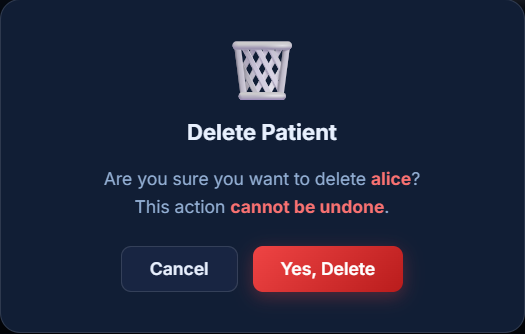 Delete Patient
Are you sure you want to delete alice?
This action cannot be undone.
Cancel
Yes, Delete